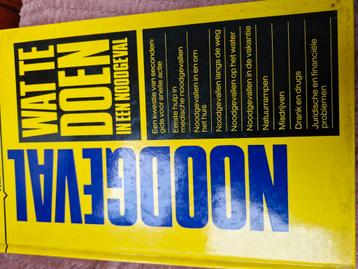 WAT TE
DOEN
IN EEN NOODGEVAL
Een kwestie van seconden:
gids voor snelle actie
Eerste hulp in
medische noodgevallen
Noodgevallen in en om
het huis
Noodgevallen langs de weg
Noodgevallen op het water
Noodgevallen in de vakantie
Natuurrampen
Misdrijven
Drank en drugs
Juridische en financiële
problemen
NOODGEVAL